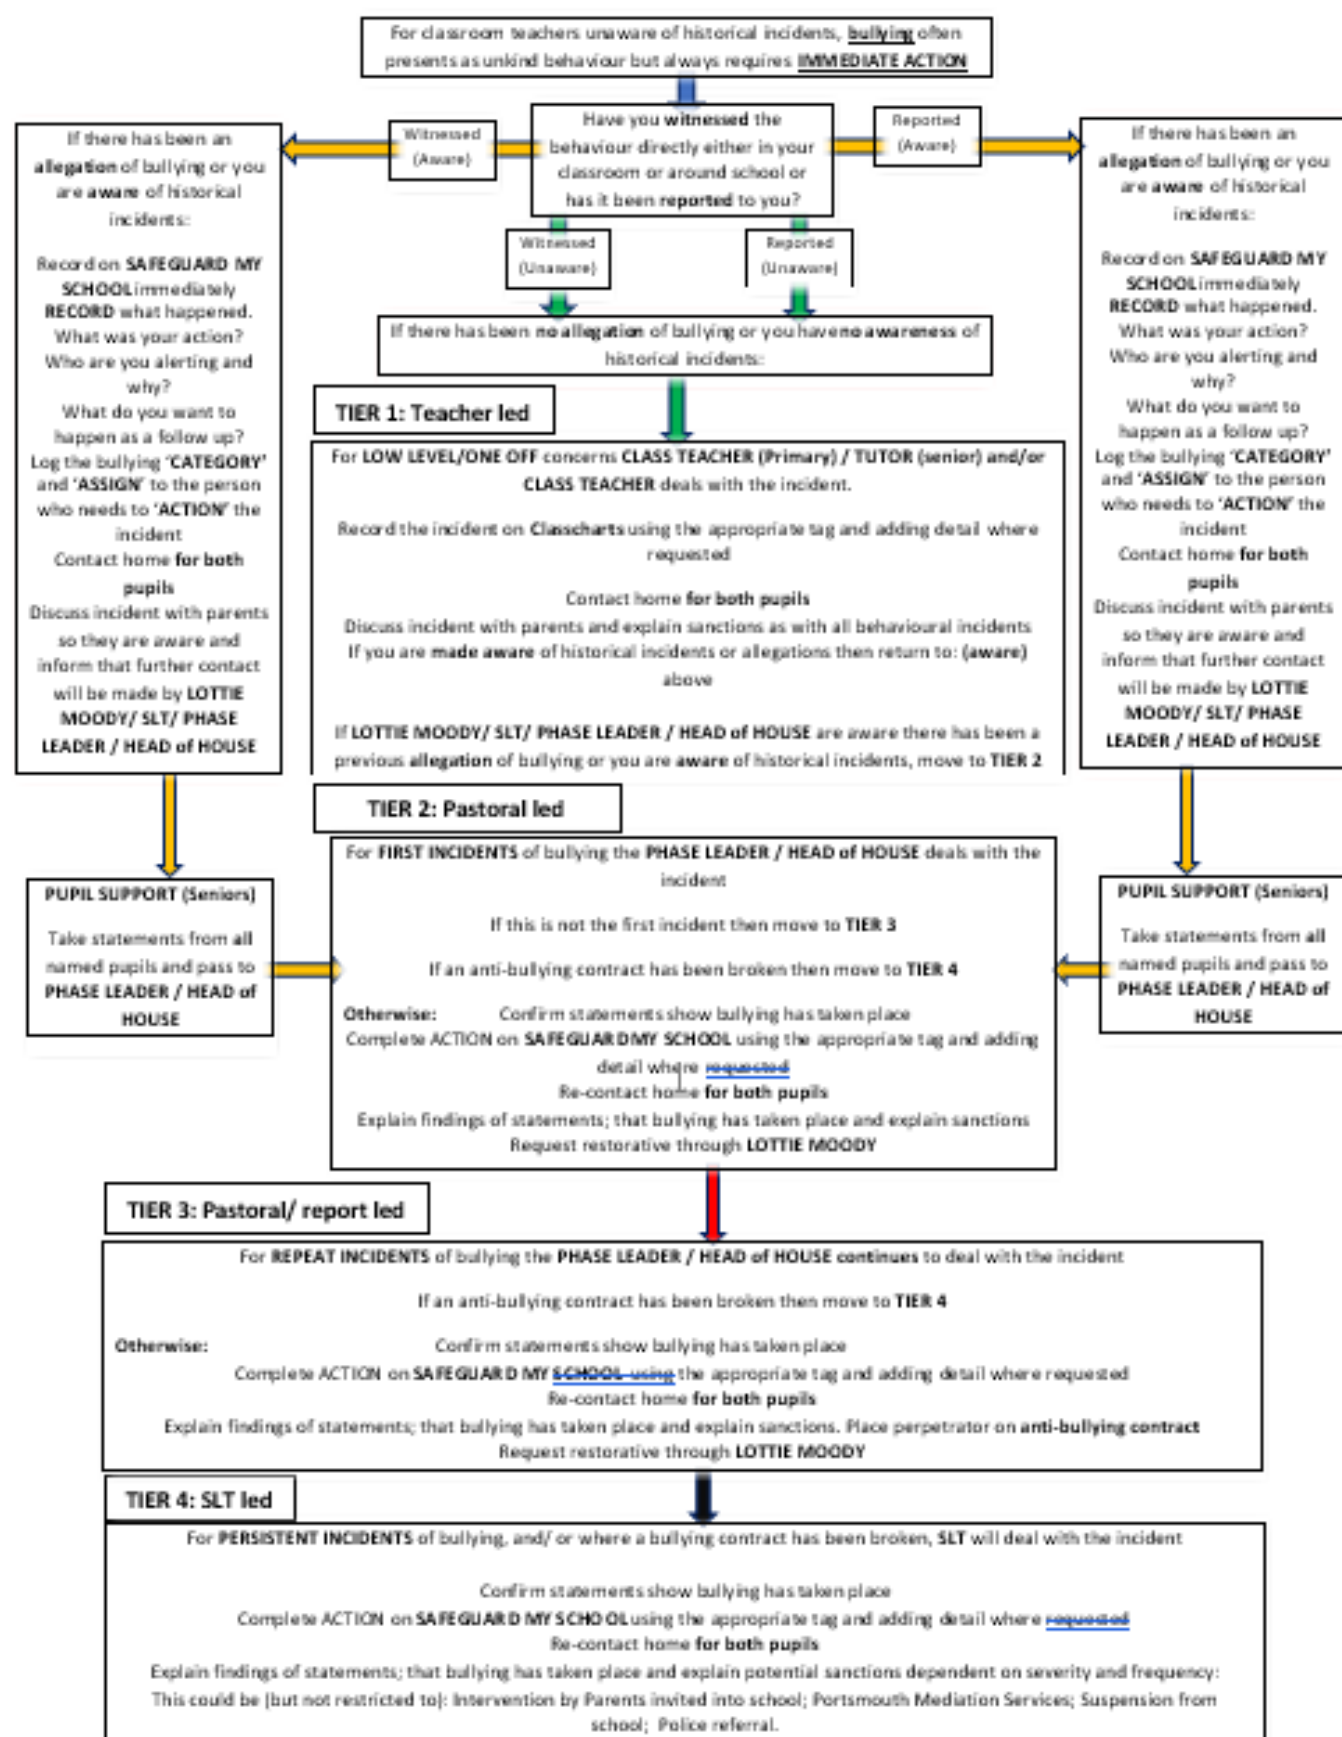 For classroom teachers unaware of historical incidents, bullying often
presents as unkind behaviour but always requires IMMEDIATE ACTION
Have you witnessed the
behaviour directly either in your
classroom or around school or
has it been reported to you?
Witnessed
(Aware)
Reported
(Aware)
Witnessed
(Unaware)
Reported
(Unaware)
If there has been an
allegation of bullying or you
are aware of historical
incidents:
Record on SAFEGUARD MY
SCHOOL immediately
RECORD what happened.
What was your action?
Who are you alerting and
why?
What do you want to
happen as a follow up?
Log the bullying 'CATEGORY'
and 'ASSIGN' to the person
who needs to 'ACTION' the
incident
Contact home for both
pupils
Discuss incident with parents
so they are aware and
inform that further contact
will be made by LOTTIE
MOODY/ SLT/ PHASE
LEADER / HEAD of HOUSE
If there has been an
allegation of bullying or you
are aware of historical
incidents:
Record on SAFEGUARD MY
SCHOOL immediately
RECORD what happened.
What was your action?
Who are you alerting and
why?
What do you want to
happen as a follow up?
Log the bullying 'CATEGORY'
and 'ASSIGN' to the person
who needs to 'ACTION' the
incident
Contact home for both
pupils
Discuss incident with parents
so they are aware and
inform that further contact
will be made by LOTTIE
MOODY/ SLT/ PHASE
LEADER / HEAD of HOUSE
If there has been no allegation of bullying or you have no awareness of
historical incidents:
TIER 1: Teacher led
For LOW LEVEL/ONE OFF concerns CLASS TEACHER (Primary) / TUTOR (senior) and/or
CLASS TEACHER deals with the incident.
Record the incident on Classcharts using the appropriate tag and adding detail where
requested
Contact home for both pupils
Discuss incident with parents and explain sanctions as with all behavioural incidents
If you are made aware of historical incidents or allegations then return to: (aware)
above
If LOTTIE MOODY/ SLT/ PHASE LEADER / HEAD of HOUSE are aware there has been a
previous allegation of bullying or you are aware of historical incidents, move to TIER 2
TIER 2: Pastoral led
PUPIL SUPPORT (Seniors)
Take statements from all
named pupils and pass to
PHASE LEADER / HEAD of
HOUSE
For FIRST INCIDENTS of bullying the PHASE LEADER / HEAD of HOUSE deals with the
incident
If this is not the first incident then move to TIER 3
If an anti-bullying contract has been broken then move to TIER 4
Otherwise: Confirm statements show bullying has taken place
Complete ACTION on SAFEGUARD MY SCHOOL using the appropriate tag and adding
detail where requested
Re-contact home for both pupils
Explain findings of statements; that bullying has taken place and explain sanctions
Request restorative through LOTTIE MOODY
PUPIL SUPPORT (Seniors)
Take statements from all
named pupils and pass to
PHASE LEADER / HEAD of
HOUSE
TIER 3: Pastoral/ report led
For REPEAT INCIDENTS of bullying the PHASE LEADER / HEAD of HOUSE continues to deal with the incident
If an anti-bullying contract has been broken then move to TIER 4
Otherwise: Confirm statements show bullying has taken place
Complete ACTION on SAFEGUARD MY SCHOOL using the appropriate tag and adding detail where requested
Re-contact home for both pupils
Explain findings of statements; that bullying has taken place and explain sanctions. Place perpetrator on anti-bullying contract
Request restorative through LOTTIE MOODY
TIER 4: SLT led
For PERSISTENT INCIDENTS of bullying, and/ or where a bullying contract has been broken, SLT will deal with the incident
Confirm statements show bullying has taken place
Complete ACTION on SAFEGUARD MY SCHOOL using the appropriate tag and adding detail where requested
Re-contact home for both pupils
Explain findings of statements; that bullying has taken place and explain potential sanctions dependent on severity and frequency:
This could be (but not restricted to): Intervention by Parents invited into school; Portsmouth Mediation Services; Suspension from
school; Police referral.